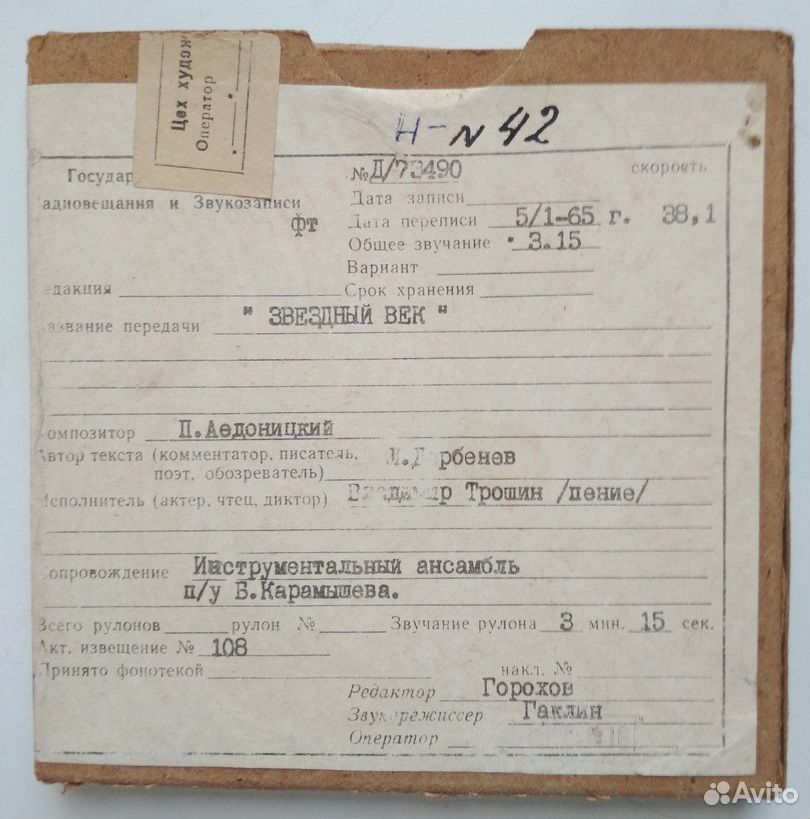 Цех худож
Оператор
Н- N 42
Государ
№ Д/73490
скорость
адиовещания и Звукозаписи
Дата записи
фт
Дата переписи 5/1-65 г. 38,1
Общее звучание 3.15
Вариант
едакция
Срок хранения
азвание передачи " ЗВЕЗДНЫЙ ВЕК "
омпозитор П.Аедоницкий
Автор текста (комментатор, писатель, поэт, обозреватель) Л.Дербенев
Исполнитель (актер, чтец, диктор) Владимир Трошин /пение/
опровождение Инструментальный ансамбль
п/у Б.Карамышева.
Всего рулонов рулон № Звучание рулона 3 мин. 15 сек.
Акт. извещение № 108
Принято фонотекой накл. №
Редактор Горохов
Звукорежиссер Гаклин
Оператор
Avito